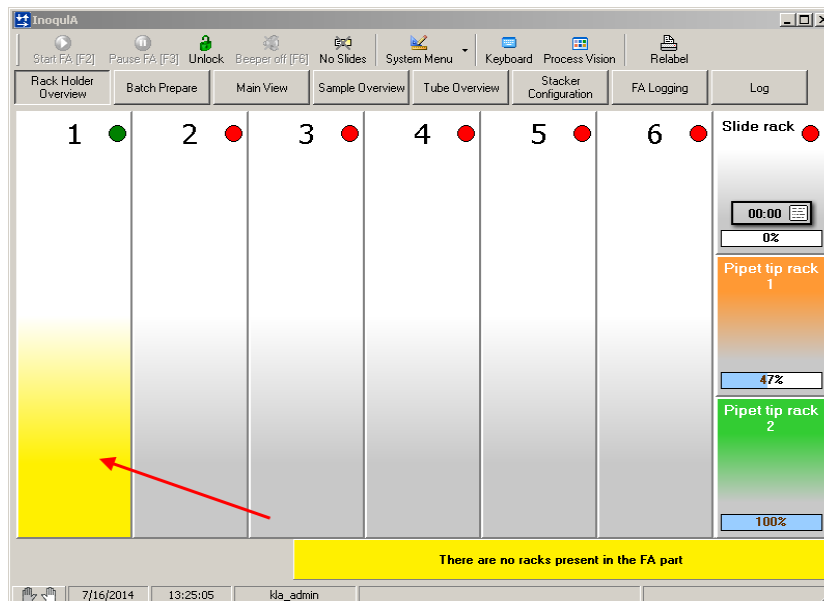 InoqulA
Start FA [F2] Pause FA [F3] Unlock Beeper off [F6] No Slides System Menu Keyboard Process Vision Relabel
Rack Holder Overview Batch Prepare Main View Sample Overview Tube Overview Stacker Configuration FA Logging Log
1 2 3 4 5 6 Slide rack
00:00
0%
Pipet tip rack
1
47%
Pipet tip rack
2
100%
There are no racks present in the FA part
7/16/2014 13:25:05 kla_admin